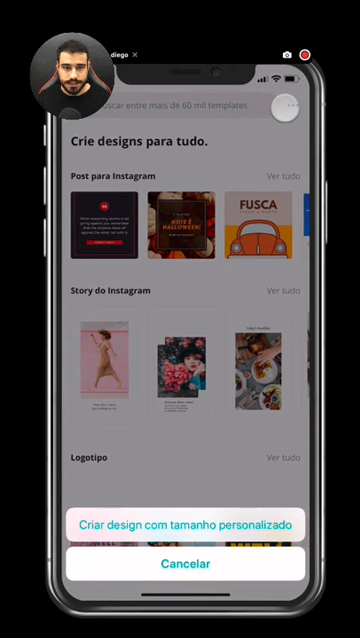 diego ×
uscar entre mais de 60 mil templates
Crie designs para tudo.
Post para Instagram
Ver tudo
HOJE É
HALLOWEEN!
FUSCA
Story do Instagram
Ver tudo
Logotipo
Ver tudo
Criar design com tamanho personalizado
Cancelar